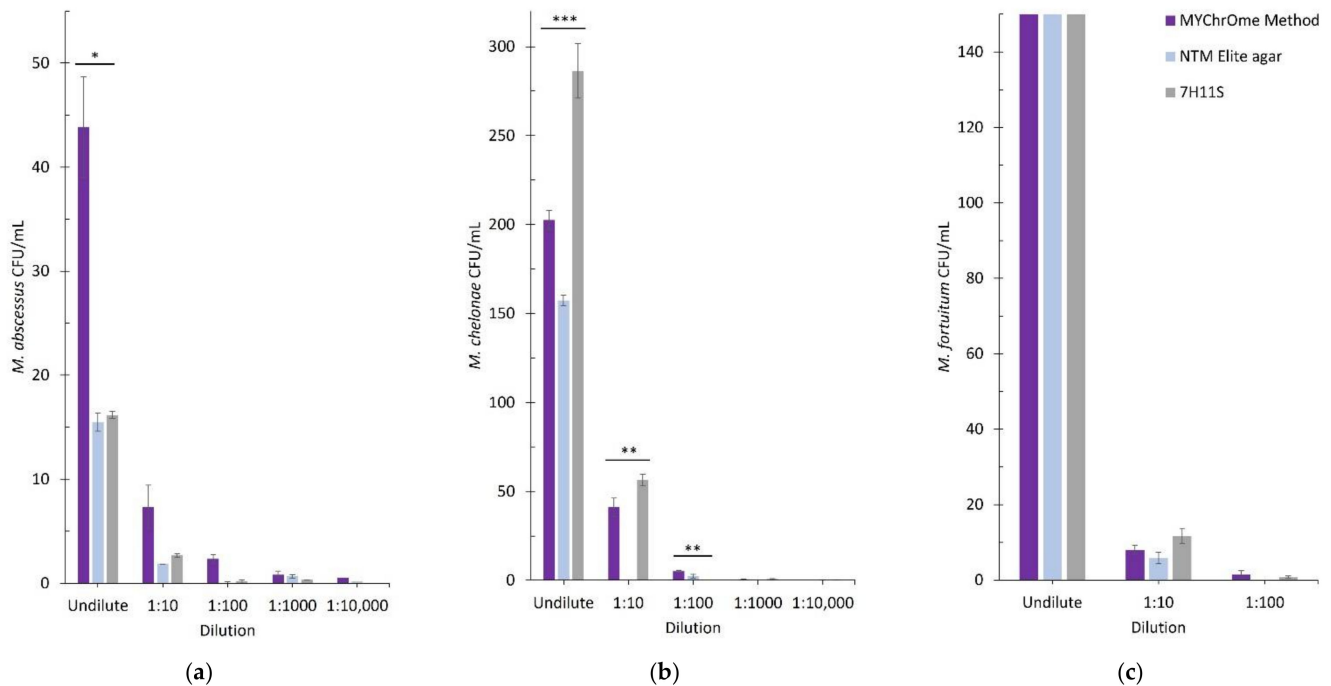 M. abscessus CFU/mL
50
40
30
20
10
0
*
Undilute 1:10 1:100 1:1000 1:10,000
Dilution
(a)
M. chelonae CFU/mL
300
250
200
150
100
50
0
***
**
**
Undilute 1:10 1:100 1:1000 1:10,000
Dilution
(b)
M. fortuitum CFU/mL
140
120
100
80
60
40
20
0
MYChrOme Method
NTM Elite agar
7H11S
Undilute 1:10 1:100
Dilution
(c)